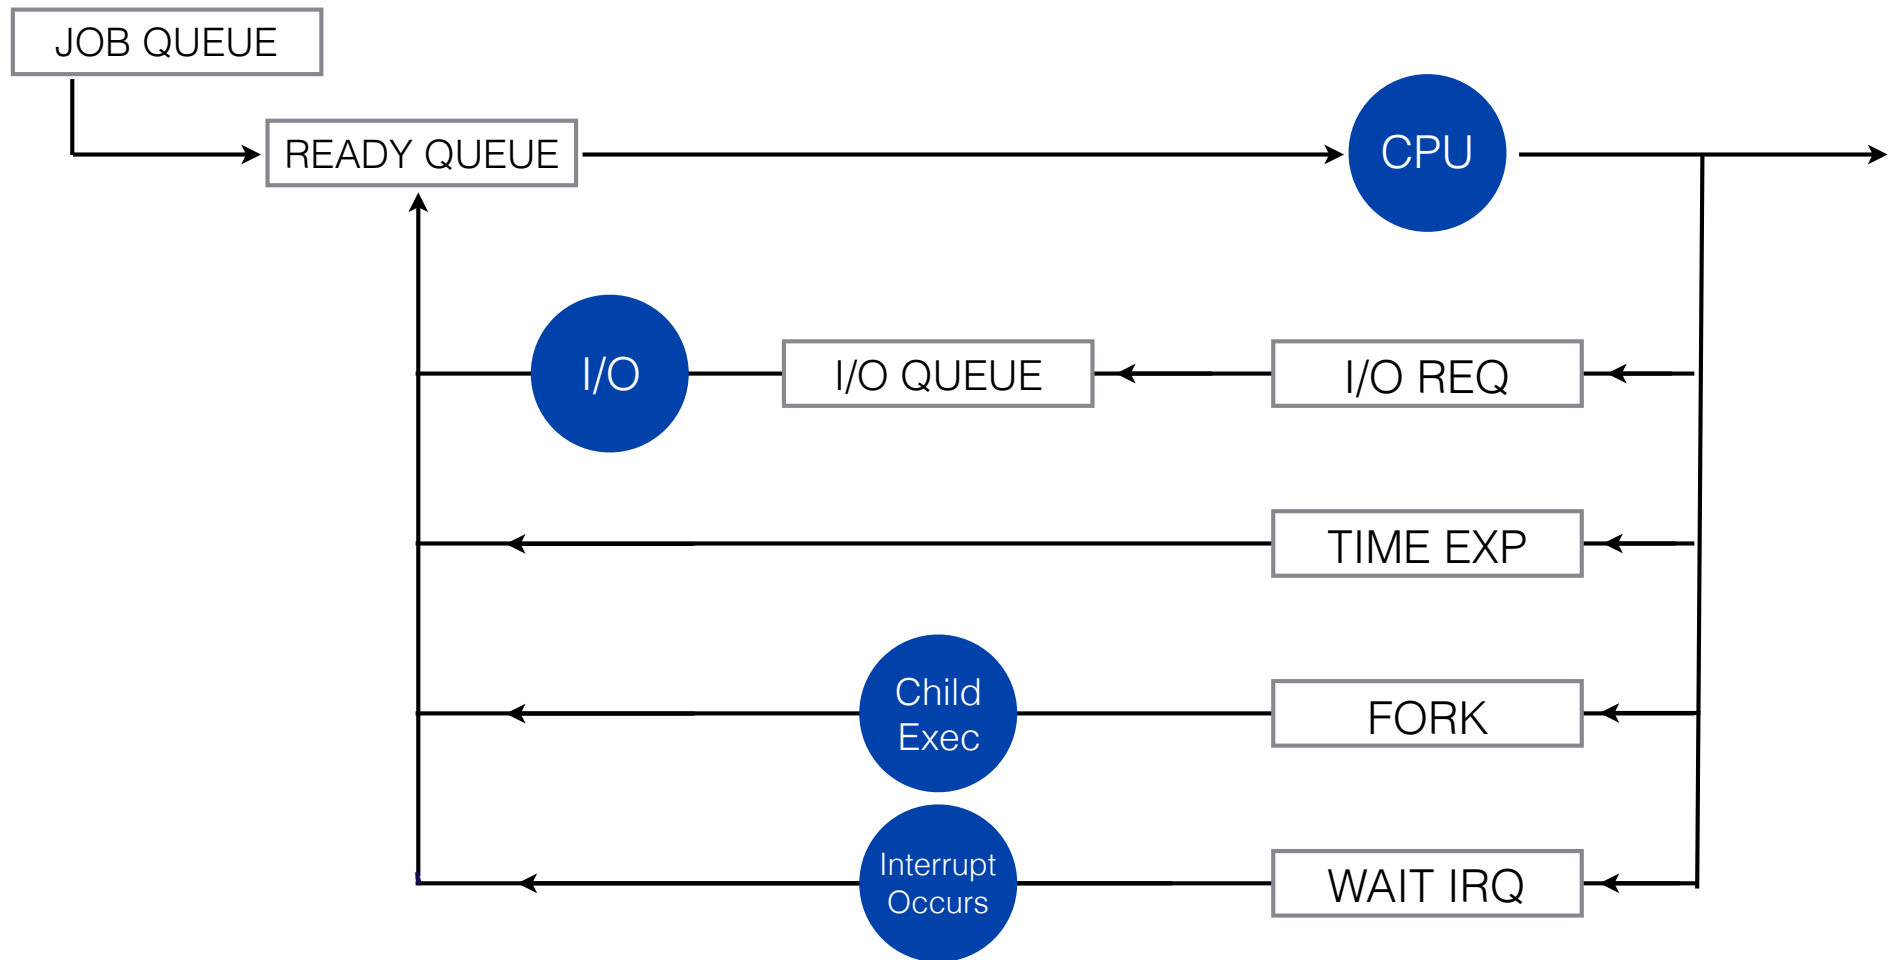 JOB QUEUE
READY QUEUE
CPU
I/O
I/O QUEUE
I/O REQ
TIME EXP
Child
Exec
FORK
Interrupt
Occurs
WAIT IRQ